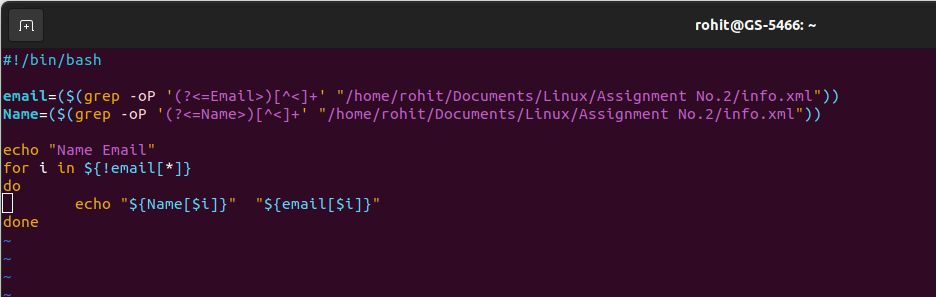 rohit@GS-5466: ~
#!/bin/bash
email=($(grep -oP '(?<=Email>)[^<]+' "/home/rohit/Documents/Linux/Assignment No.2/info.xml"))
Name=($(grep -oP '(?<=Name>)[^<]+' "/home/rohit/Documents/Linux/Assignment No.2/info.xml"))
echo "Name Email"
for i in ${!email[*]}
do
        echo "${Name[$i]}"  "${email[$i]}"
done
~
~
~
~